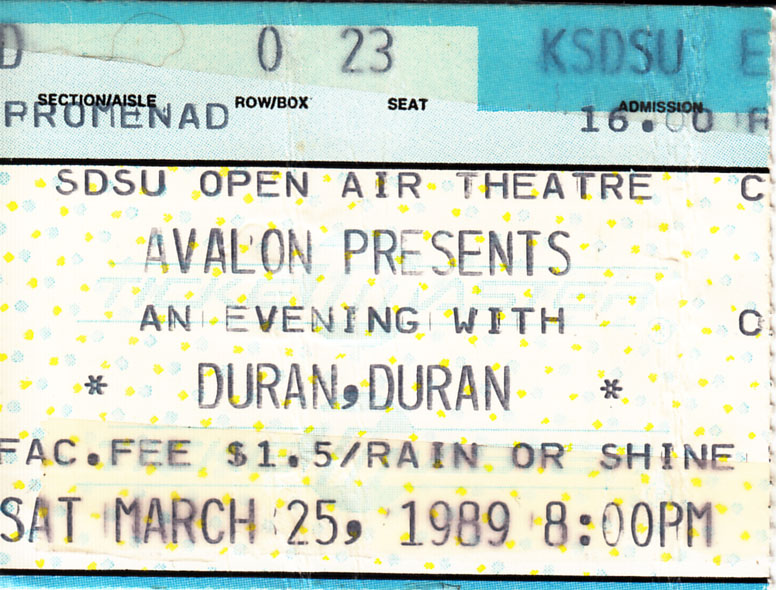 D 0 23 KSDSU E
SECTION/AISLE ROW/BOX SEAT ADMISSION
PROMENAD 16.00
SDSU OPEN AIR THEATRE C
AVALON PRESENTS
AN EVENING WITH
* DURAN, DURAN *
FAC.FEE $1.5/RAIN OR SHINE
SAT MARCH 25, 1989 8:00PM